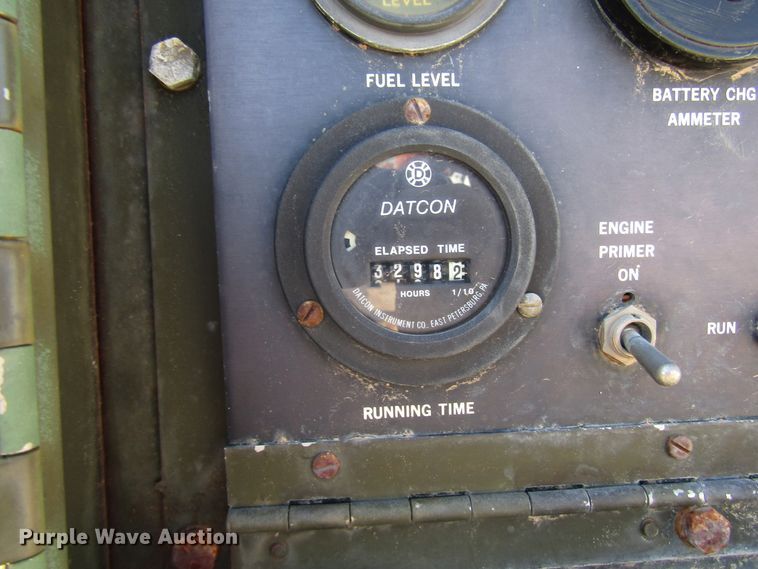 LEVEL
FUEL LEVEL
BATTERY CHG
AMMETER
D
DATCON
ELAPSED TIME
32982
HOURS 1/10
DATCON INSTRUMENT CO. EAST PETERSBURG, PA
ENGINE
PRIMER
ON
RUN
RUNNING TIME
Purple Wave Auction